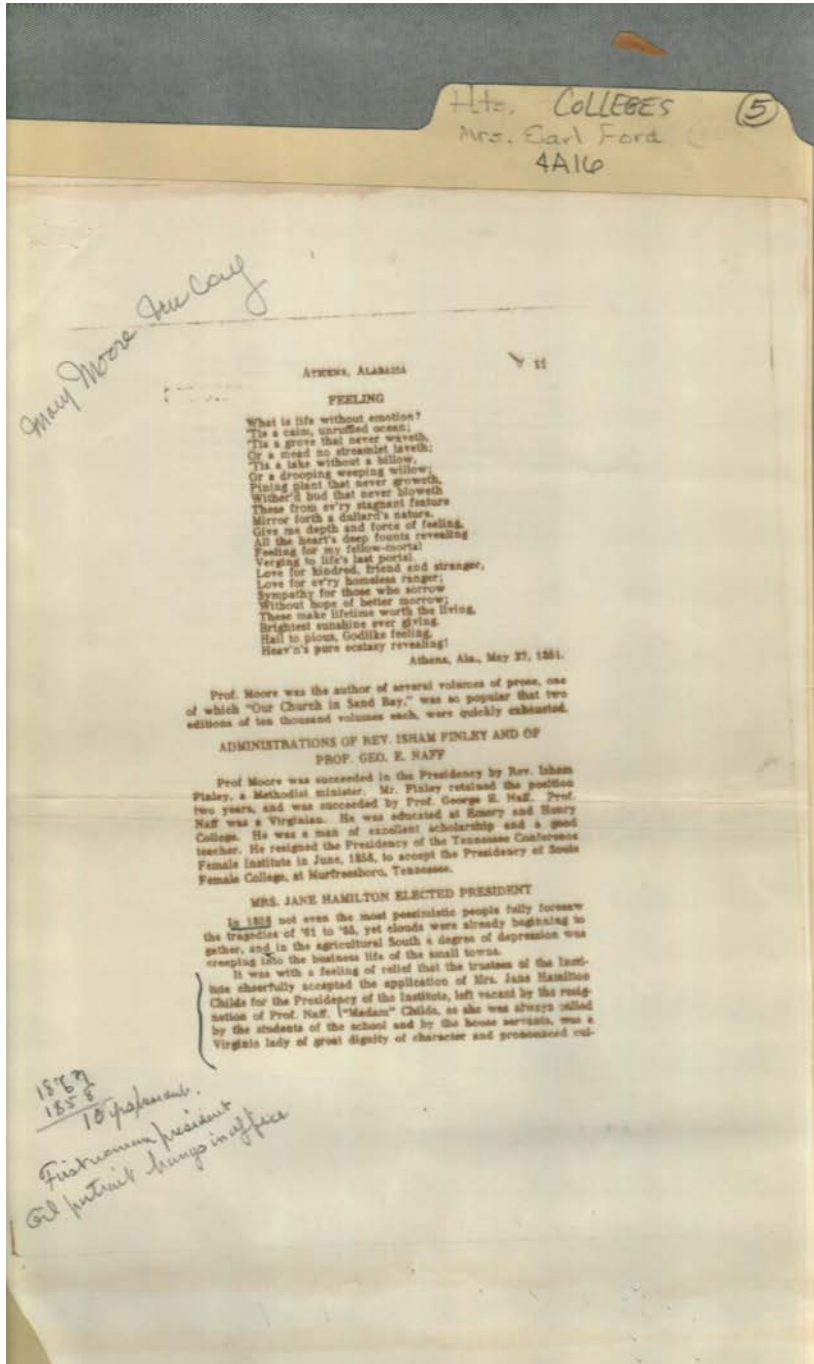 Hts. COLLEGES 5
Mrs. Earl Ford
4A16
Mary Moore McCoy
ATHENS, ALABAMA 11
FEELING
What is life without emotion?
'Tis a calm, unruffled ocean;
'Tis a grove that never waveth,
Or a mead no streamlet laveth;
'Tis a lake without a billow,
Or a drooping weeping willow;
Pining plant that never groweth,
Wither'd bud that never bloweth
These from ev'ry stagnant feature
Mirror forth a dullard's nature.
Give me depth and force of feeling,
All the heart's deep founts revealing
Feeling for my fellow-mortal
Verging to life's last portal.
Love for kindred, friend and stranger,
Love for ev'ry homeless ranger;
Sympathy for those who sorrow
Without hope of better morrow;
These make lifetime worth the living,
Brightest sunshine ever giving.
Hail to pious, Godlike feeling,
Heav'n's pure ecstasy revealing!
Athens, Ala., May 27, 1851.
Prof. Moore was the author of several volumes of prose, one
of which "Our Church in Sand Bay," was so popular that two
editions of ten thousand volumes each, were quickly exhausted.
ADMINISTRATIONS OF REV. ISHAM FINLEY AND OF
PROF. GEO. E. NAFF
Prof Moore was succeeded in the Presidency by Rev. Isham
Finley, a Methodist minister. Mr. Finley retained the position
two years, and was succeeded by Prof. George E. Naff. Prof.
Naff was a Virginian. He was educated at Emory and Henry
College. He was a man of excellent scholarship and a good
teacher. He resigned the Presidency of the Tennessee Conference
Female Institute in June, 1858, to accept the Presidency of Soule
Female College, at Murfreesboro, Tennessee.
MRS. JANE HAMILTON ELECTED PRESIDENT
In 1858 not even the most pessimistic people fully foresaw
the tragedies of '61 to '65, yet clouds were already beginning to
gather, and in the agricultural South a degree of depression was
creeping into the business life of the small towns.
It was with a feeling of relief that the trustees of the Insti-
tute cheerfully accepted the application of Mrs. Jane Hamilton
Childs for the Presidency of the Institute, left vacant by the resig-
nation of Prof. Naff. "Madam" Childs, as she was always called
by the students of the school and by the house servants, was a
Virginia lady of great dignity of character and pronounced cul-
1858
10 yrs president.
First woman president
Oil portrait hangs in office